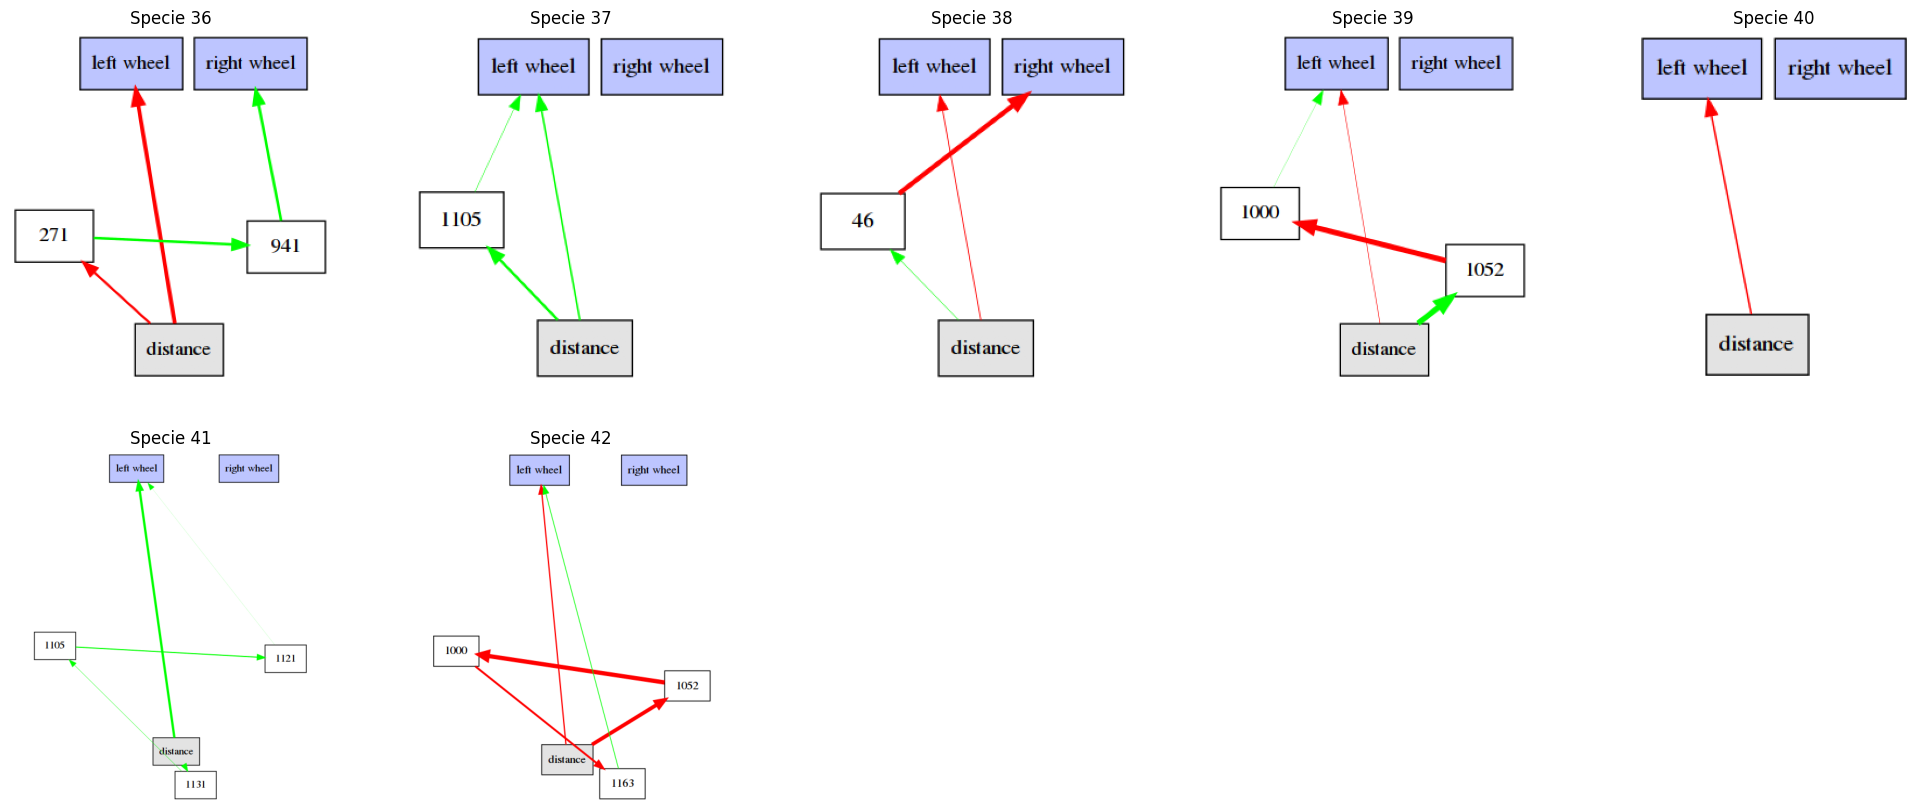 Specie 36
left wheel
right wheel
271
941
distance
Specie 37
left wheel
right wheel
1105
distance
Specie 38
left wheel
right wheel
46
distance
Specie 39
left wheel
right wheel
1000
1052
distance
Specie 40
left wheel
right wheel
distance
Specie 41
left wheel
right wheel
1105
1121
distance
1131
Specie 42
left wheel
right wheel
1000
1052
distance
1163